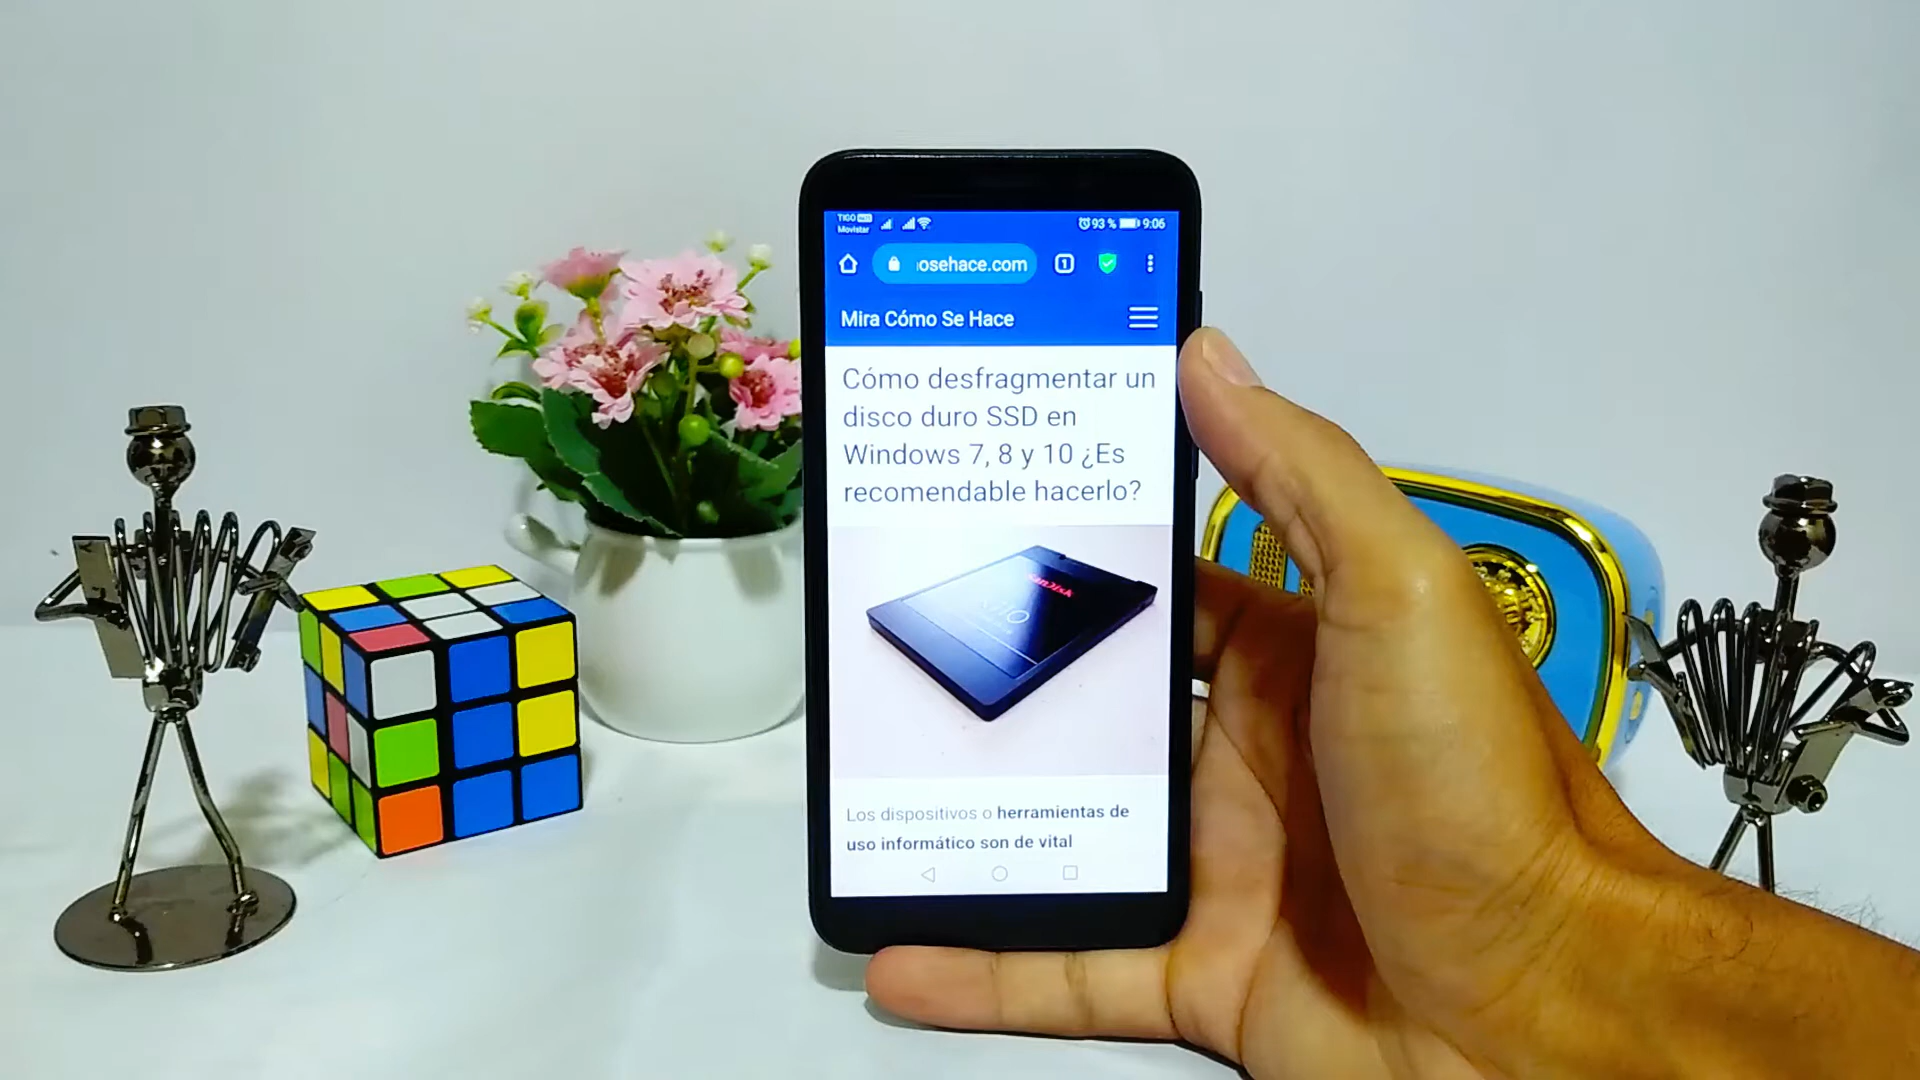 TIGO
Movistar
93 %
9:06
osehace.com
1
Mira Cómo Se Hace
Cómo desfragmentar un
disco duro SSD en
Windows 7, 8 y 10 ¿Es
recomendable hacerlo?
SanDisk
Los dispositivos o herramientas de
uso informático son de vital